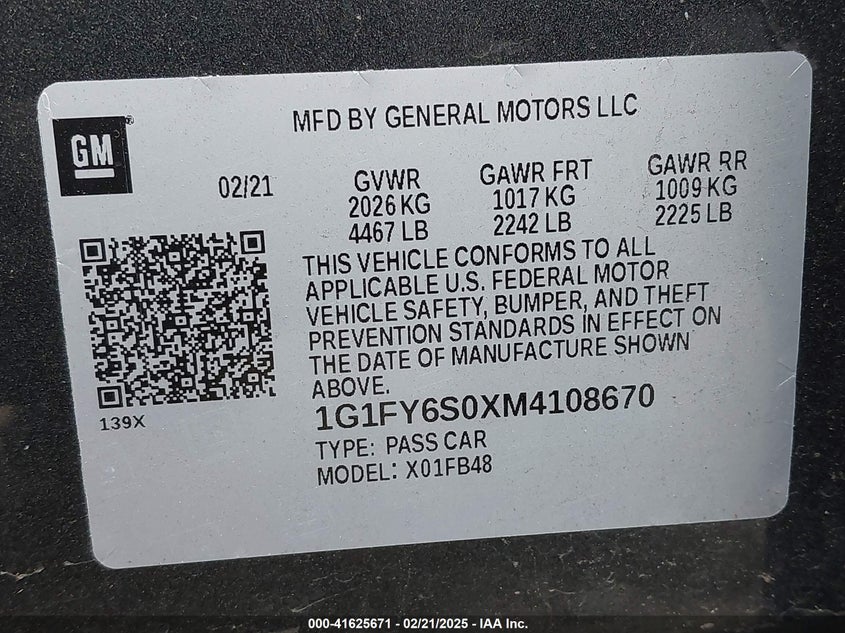 MFD BY GENERAL MOTORS LLC
GM®
02/21
GVWR
2026 KG
4467 LB
GAWR FRT
1017 KG
2242 LB
GAWR RR
1009 KG
2225 LB
THIS VEHICLE CONFORMS TO ALL
APPLICABLE U.S. FEDERAL MOTOR
VEHICLE SAFETY, BUMPER, AND THEFT
PREVENTION STANDARDS IN EFFECT ON
THE DATE OF MANUFACTURE SHOWN
ABOVE.
139X
1G1FY6S0XM4108670
TYPE: PASS CAR
MODEL: X01FB48
000-41625671 - 02/21/2025 - IAA Inc.